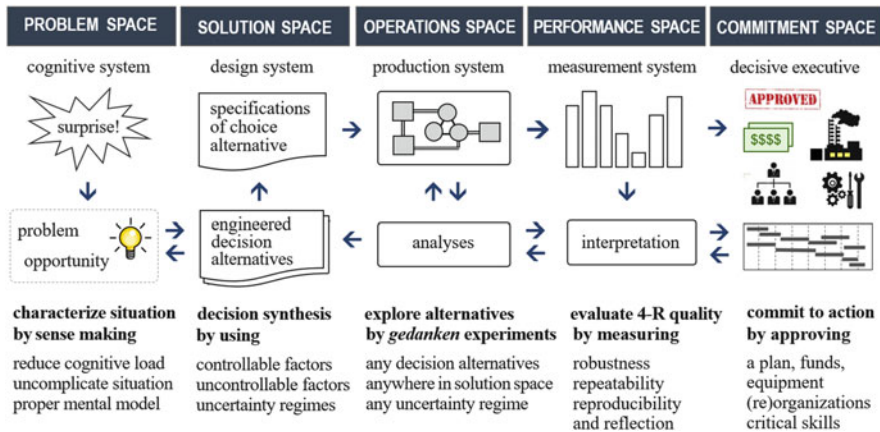 PROBLEM SPACE
SOLUTION SPACE
OPERATIONS SPACE
PERFORMANCE SPACE
COMMITMENT SPACE
cognitive system
design system
production system
measurement system
decisive executive
surprise!
specifications
of choice
alternative
APPROVED
$$$$
problem
opportunity
engineered
decision
alternatives
analyses
interpretation
characterize situation
by sense making
reduce cognitive load
uncomplicate situation
proper mental model
decision synthesis
by using
controllable factors
uncontrollable factors
uncertainty regimes
explore alternatives
by gedanken experiments
any decision alternatives
anywhere in solution space
any uncertainty regime
evaluate 4-R quality
by measuring
robustness
repeatability
reproducibility
and reflection
commit to action
by approving
a plan, funds,
equipment
(re)organizations
critical skills